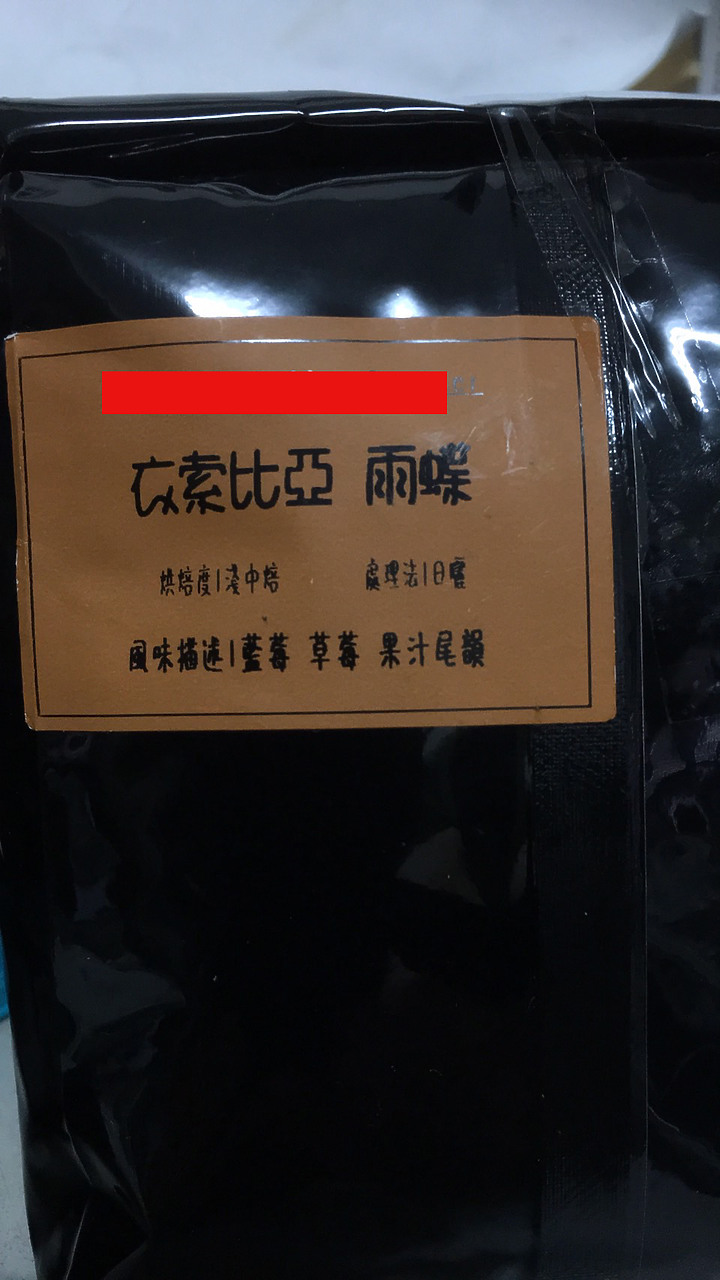 衣索比亞 雨蝶
烘焙度|淺中焙 處理法|日曬
風味描述|藍莓 草莓 果汁尾韻